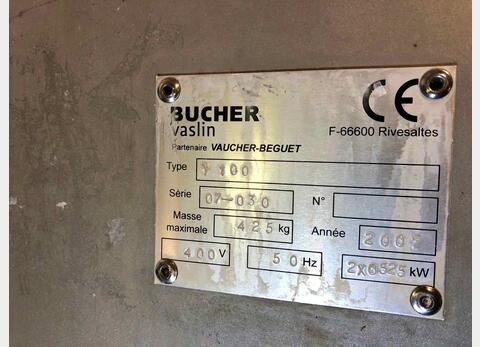 BUCHER
vaslin
CE
F-66600 Rivesaltes
Partenaire VAUCHER-BEGUET
Type 100
Série 07-030 N°
Masse maximale 425 kg Année
400 V 50 Hz kW